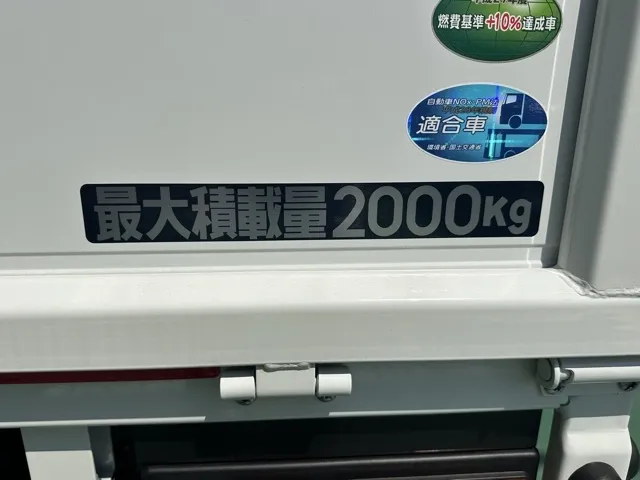 燃費基準+10%達成車
自動車NOx・PM法
適合車
環境省・国土交通省
最大積載量2000Kg